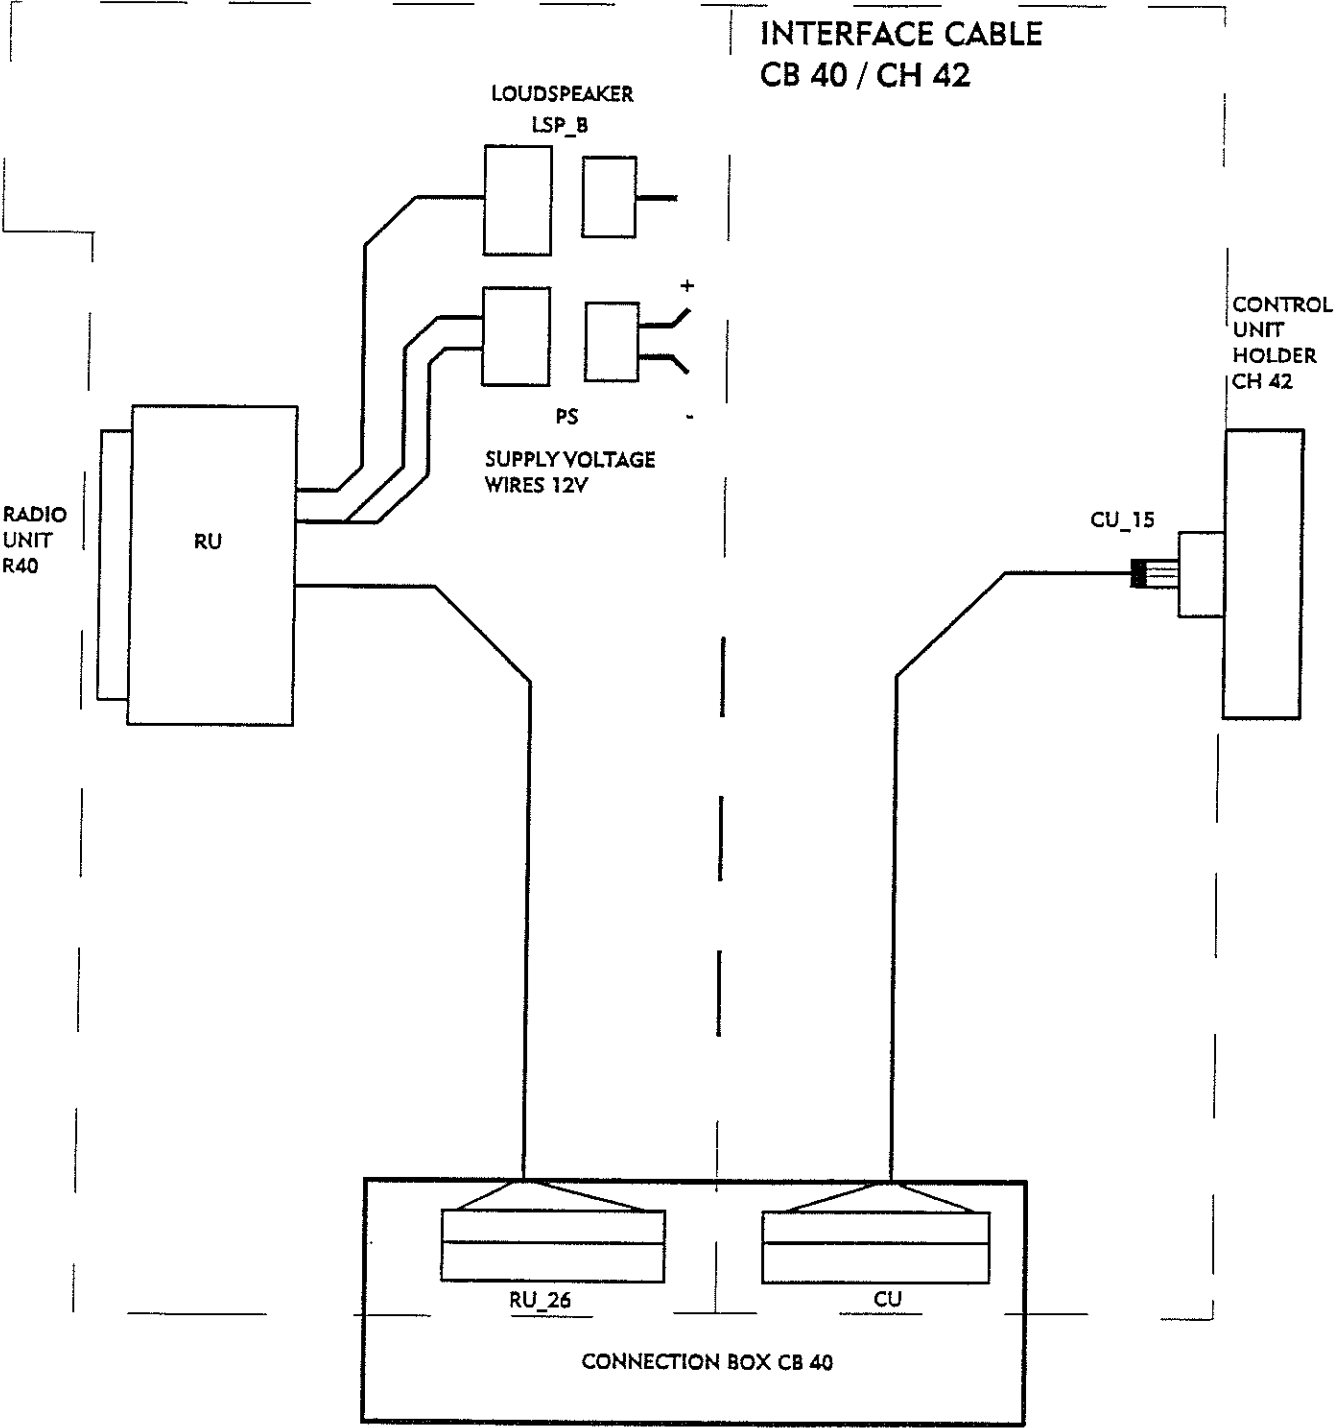 INTERFACE CABLE
CB 40 / CH 42
LOUDSPEAKER
LSP_B
+
-
PS
SUPPLY VOLTAGE
WIRES 12V
CONTROL
UNIT
HOLDER
CH 42
RADIO
UNIT
R40
RU
CU_15
RU_26
CU
CONNECTION BOX CB 40